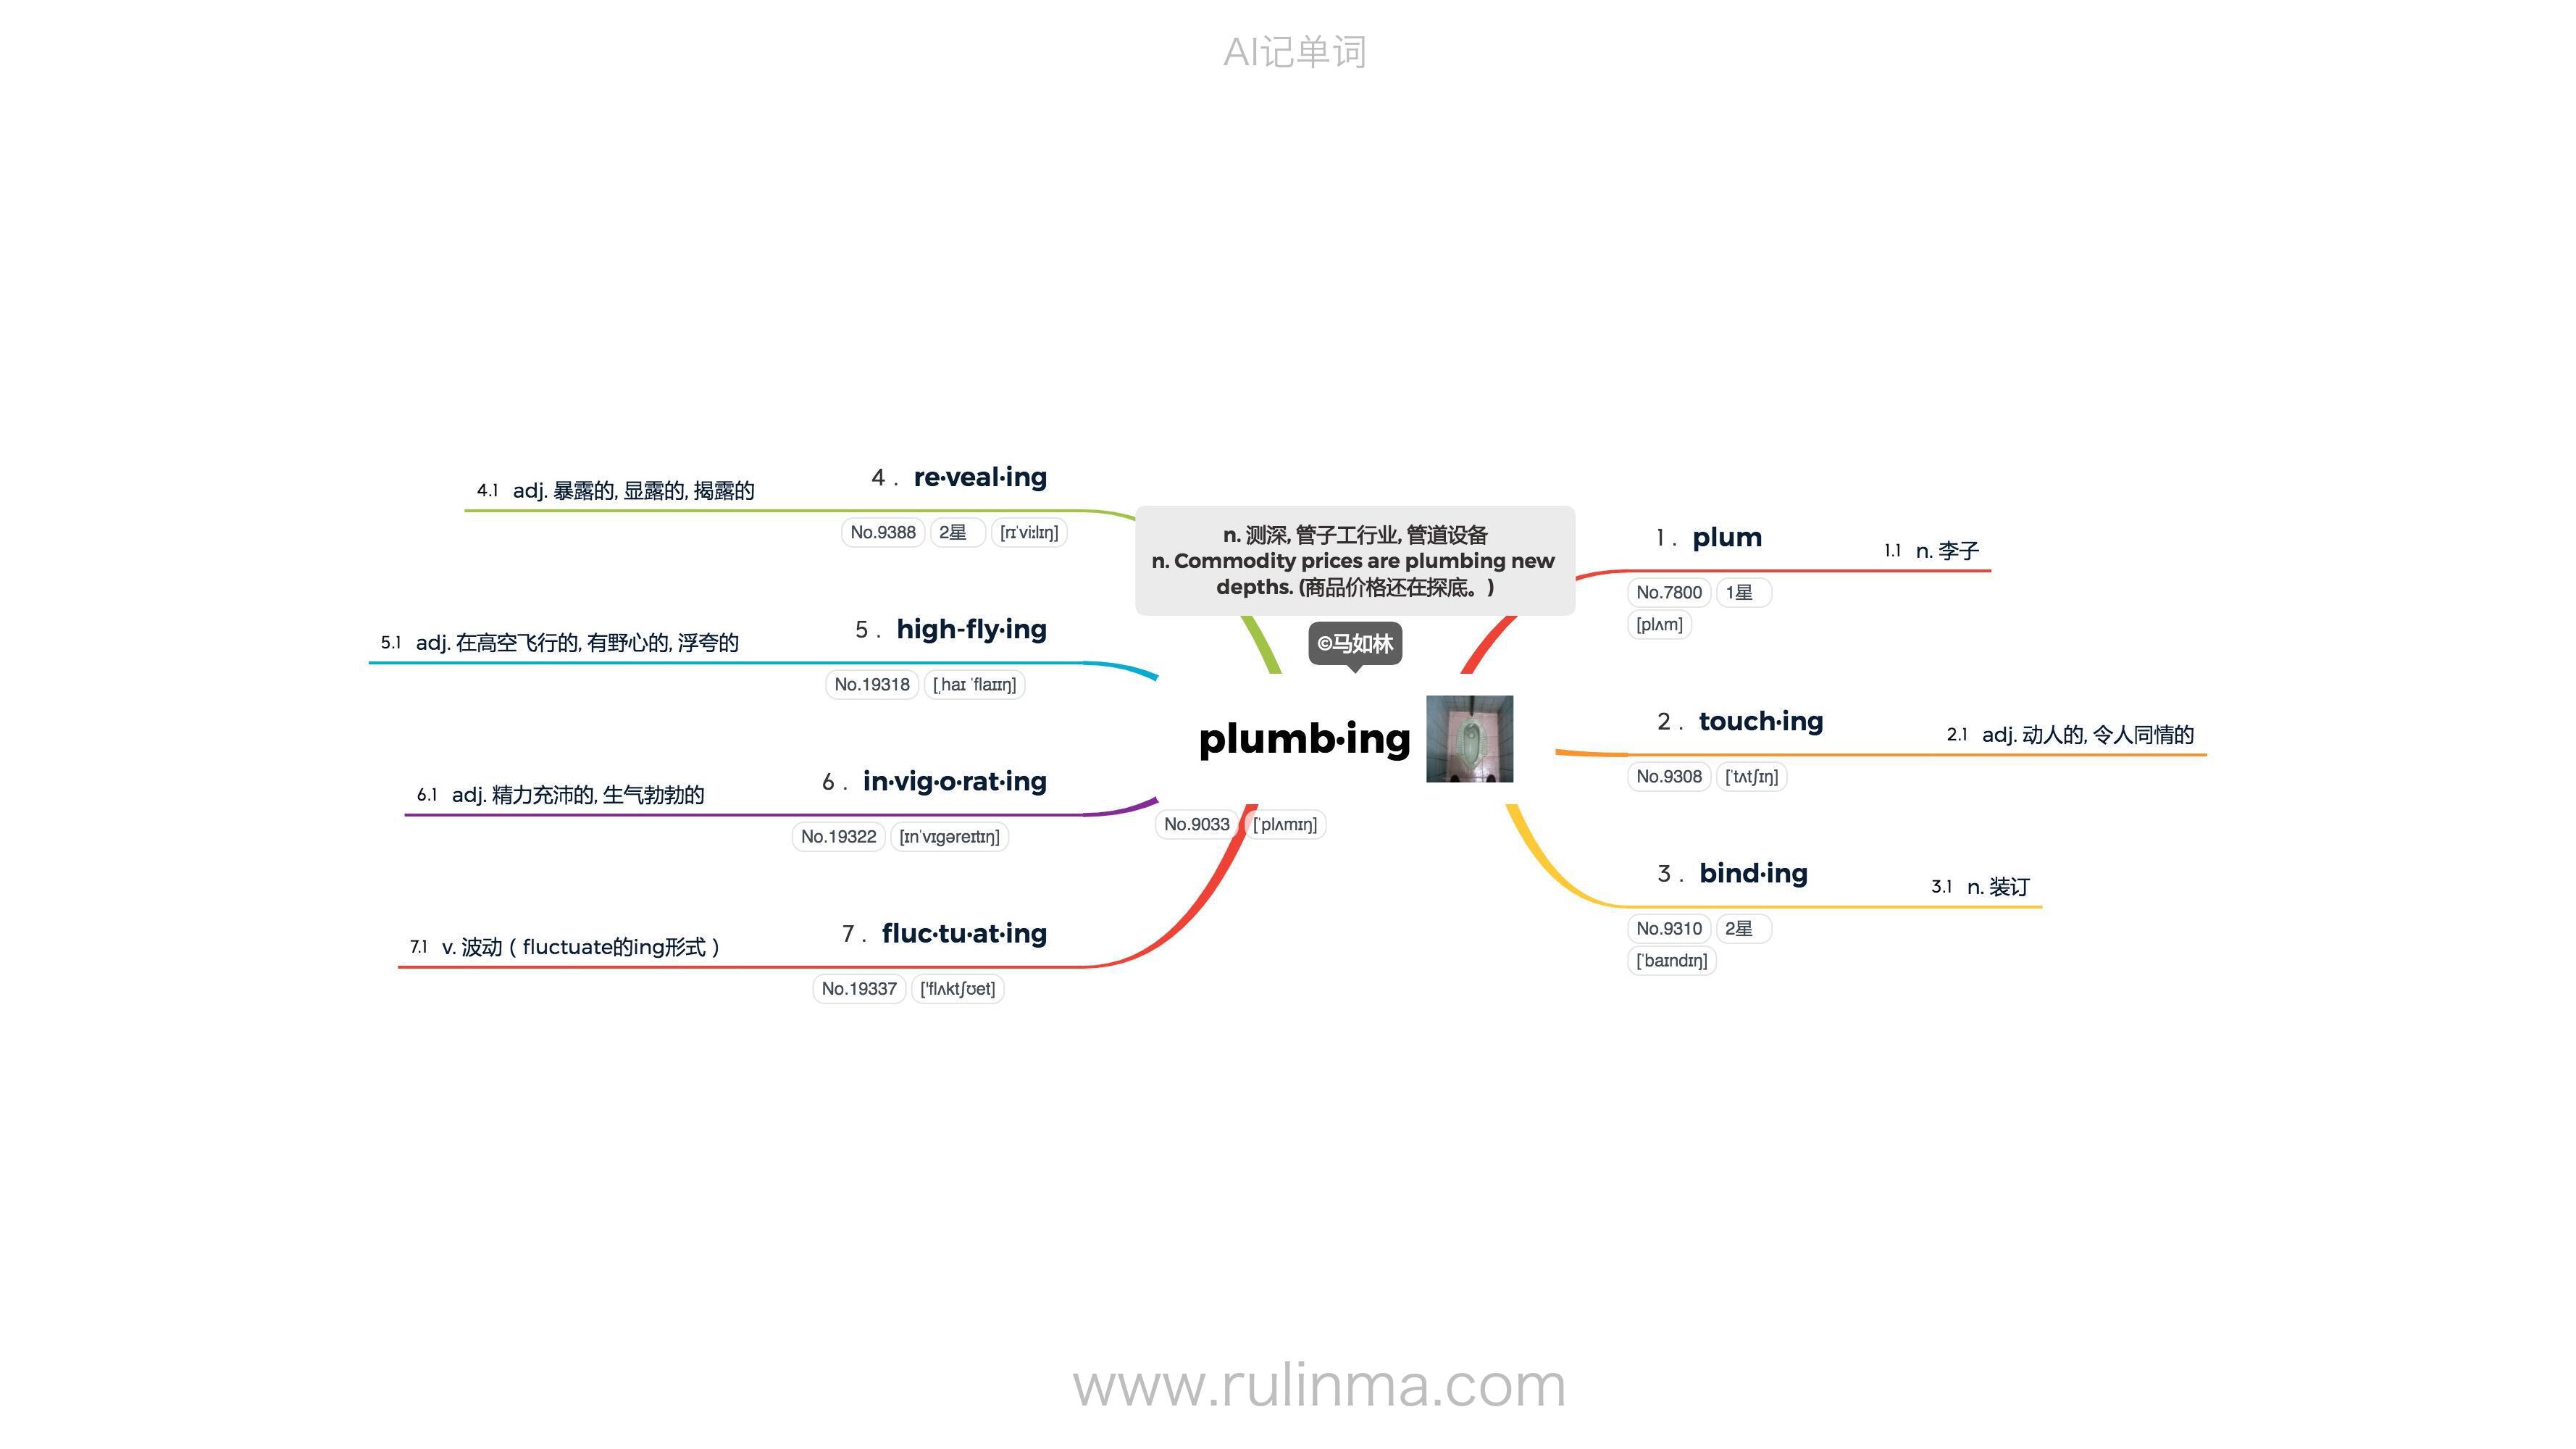 AI记单词
n. 测深, 管子工行业, 管道设备
n. Commodity prices are plumbing new
depths. (商品价格还在探底。)
©马如林
plumb·ing
No.9033 [ˈplʌmɪŋ]
1 . plum
No.7800 1星
[plʌm]
1.1 n. 李子
2 . touch·ing
No.9308 [ˈtʌtʃɪŋ]
2.1 adj. 动人的, 令人同情的
3 . bind·ing
No.9310 2星
[ˈbaɪndɪŋ]
3.1 n. 装订
4 . re·veal·ing
No.9388 2星 [rɪˈviːlɪŋ]
4.1 adj. 暴露的, 显露的, 揭露的
5 . high-fly·ing
No.19318 [ˌhaɪ ˈflaɪɪŋ]
5.1 adj. 在高空飞行的, 有野心的, 浮夸的
6 . in·vig·o·rat·ing
No.19322 [ɪnˈvɪɡəreɪtɪŋ]
6.1 adj. 精力充沛的, 生气勃勃的
7 . fluc·tu·at·ing
No.19337 ['flʌktʃʊet]
7.1 v. 波动 ( fluctuate的ing形式 )
www.rulinma.com